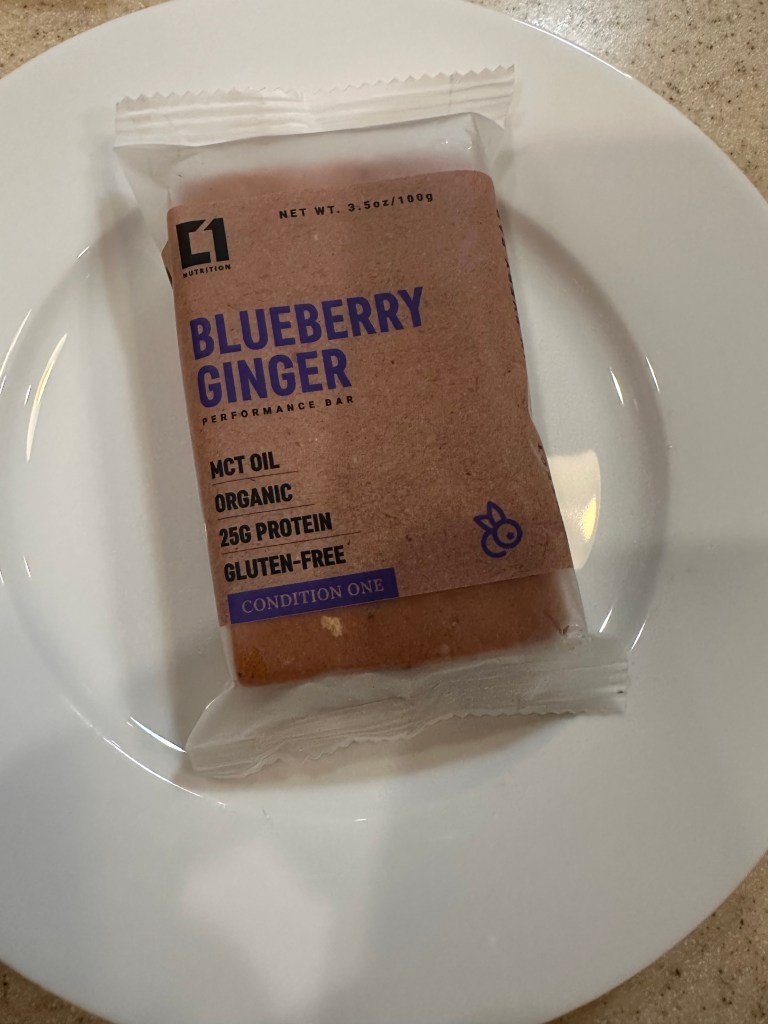 NET WT. 3.5oz/100g
C1
NUTRITION
BLUEBERRY
GINGER
PERFORMANCE BAR
MCT OIL
ORGANIC
25G PROTEIN
GLUTEN-FREE
CONDITION ONE